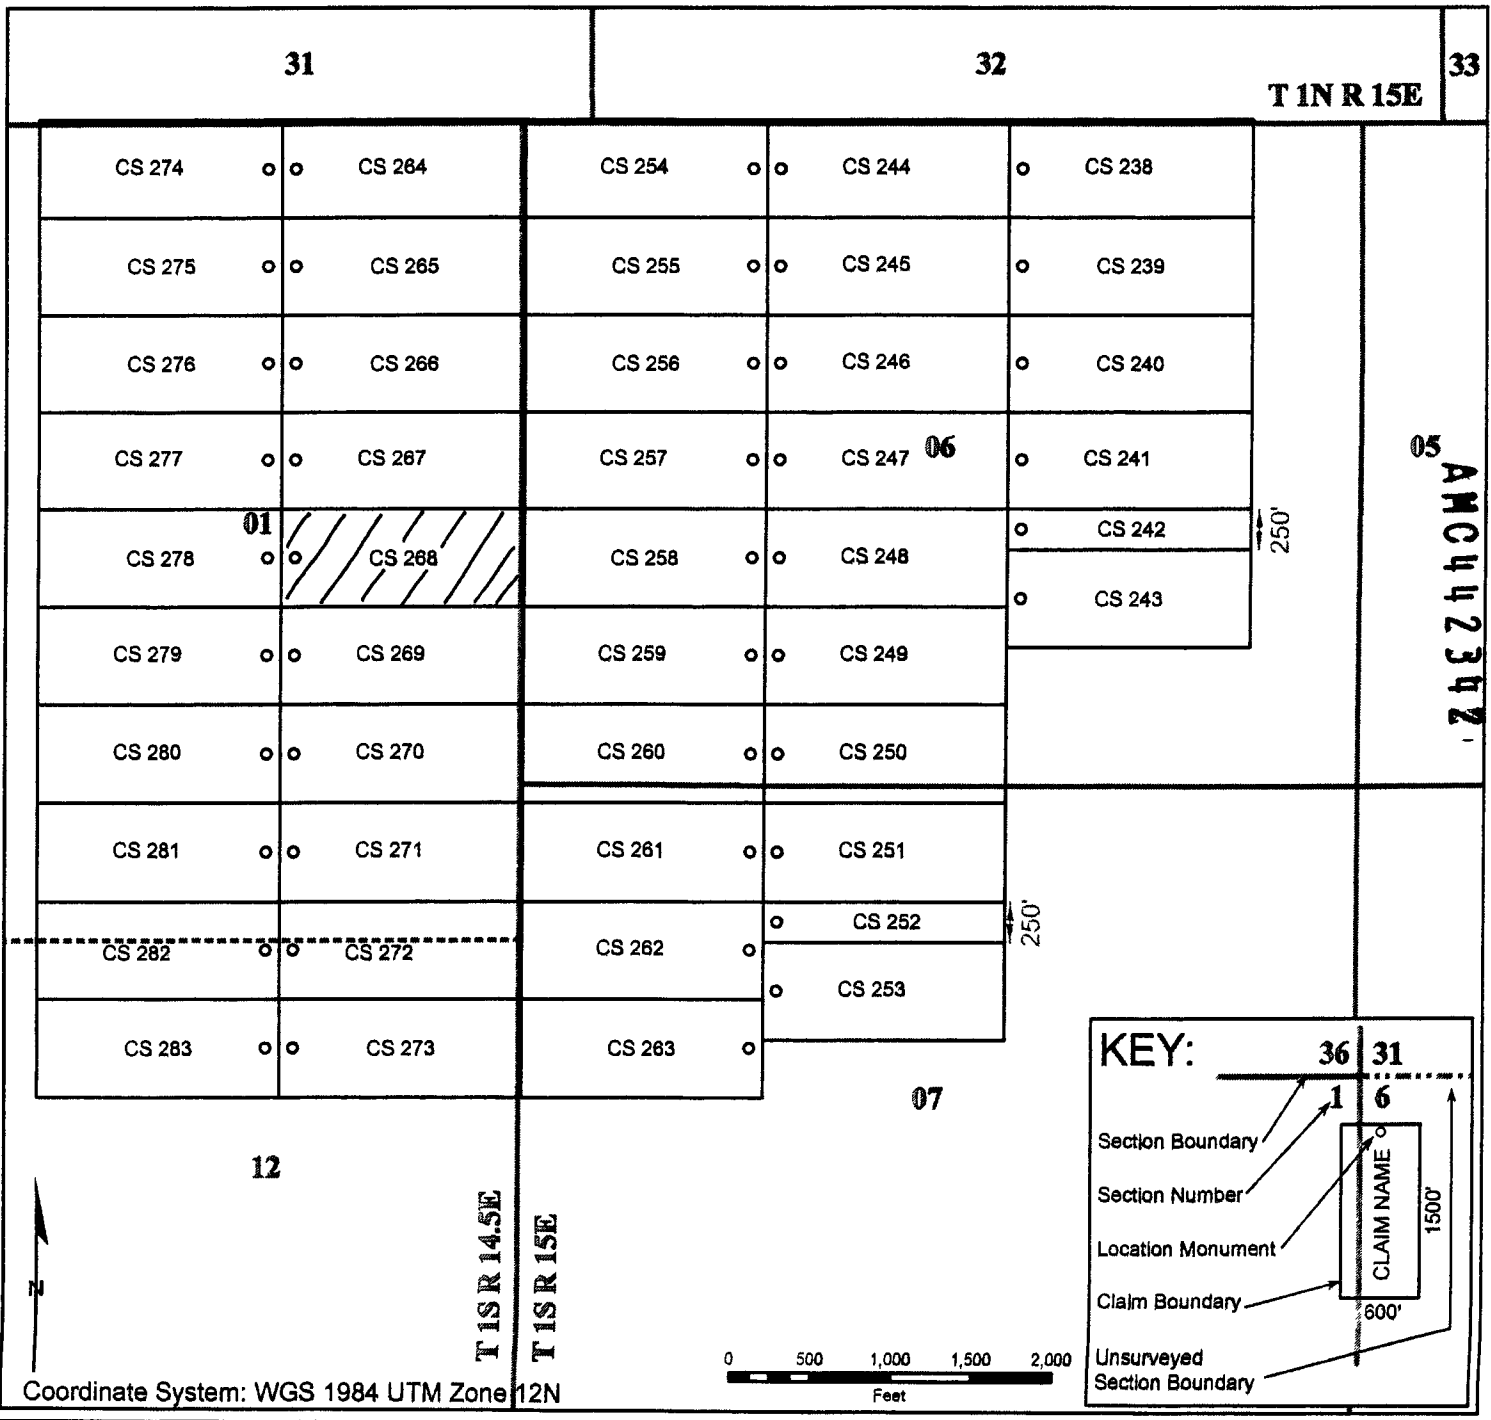 31 32 33
T 1N R 15E
CS 274 CS 264 CS 254 CS 244 CS 238
CS 275 CS 265 CS 255 CS 245 CS 239
CS 276 CS 266 CS 256 CS 246 CS 240
CS 277 CS 267 CS 257 CS 247 06 CS 241 05
01
CS 278 CS 268 CS 258 CS 248 CS 242 250'
CS 243
AMC442342
CS 279 CS 269 CS 259 CS 249
CS 280 CS 270 CS 260 CS 250
CS 281 CS 271 CS 261 CS 251
CS 282 CS 272 CS 262 CS 252 250'
CS 253
CS 283 CS 273 CS 263
07
12
T 1S R 14.5E
T 1S R 15E
N
Coordinate System: WGS 1984 UTM Zone 12N
0 500 1,000 1,500 2,000
Feet
KEY:
36 31
1 6
Section Boundary
Section Number
Location Monument
Claim Boundary
Unsurveyed
Section Boundary
CLAIM NAME
1500'
600'